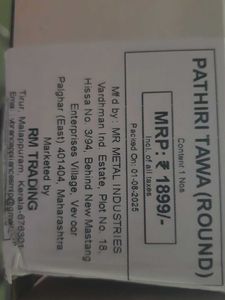 PATHIRI TAWA (ROUND)
Content 1 Nos
MRP: ₹ 1899/-
Incl. of all taxes
Packed On: 01-08-2025
Mf'd by : MR METAL INDUSTRIES
Vardhman Ind. Estate, Plot No. 18,
Hissa No. 3/94, Behind New Mastang
Enterprises Village, Vevoor
Palghar (East) 401404, Maharashtra
Marketed by
RM TRADING
Tirur, Malappuram, Kerala-676301